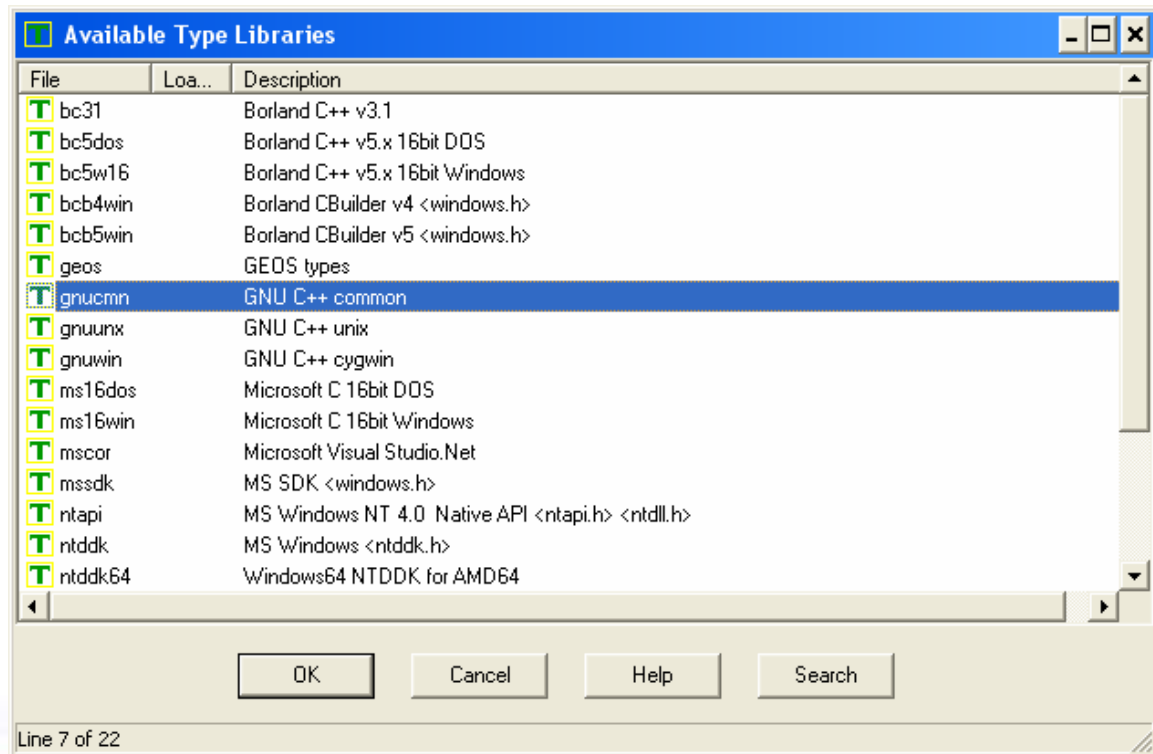 Available Type Libraries
File Loa... Description
T bc31 Borland C++ v3.1
T bc5dos Borland C++ v5.x 16bit DOS
T bc5w16 Borland C++ v5.x 16bit Windows
T bcb4win Borland CBuilder v4 <windows.h>
T bcb5win Borland CBuilder v5 <windows.h>
T geos GEOS types
T gnucmn GNU C++ common
T gnuunx GNU C++ unix
T gnuwin GNU C++ cygwin
T ms16dos Microsoft C 16bit DOS
T ms16win Microsoft C 16bit Windows
T mscor Microsoft Visual Studio.Net
T mssdk MS SDK <windows.h>
T ntapi MS Windows NT 4.0 Native API <ntapi.h> <ntdll.h>
T ntddk MS Windows <ntddk.h>
T ntddk64 Windows64 NTDDK for AMD64
OK Cancel Help Search
Line 7 of 22